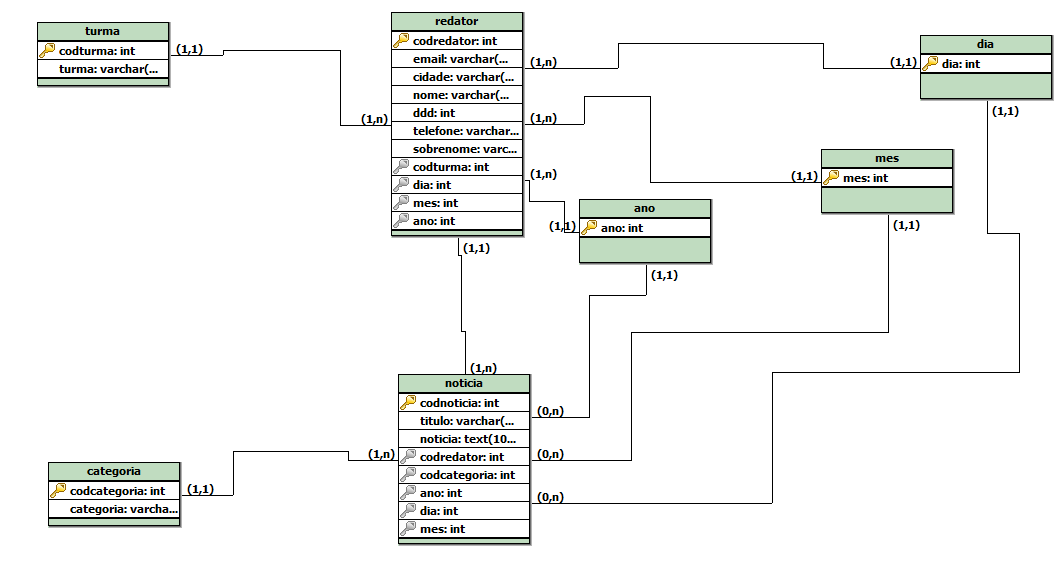 turma
codturma: int
turma: varchar(...
(1,1)
(1,n)
redator
codredator: int
email: varchar(...
cidade: varchar(...
nome: varchar(...
ddd: int
telefone: varchar...
sobrenome: varc...
codturma: int
dia: int
mes: int
ano: int
(1,n)
(1,n)
(1,n)
(1,1)
dia
dia: int
(1,1)
(1,1)
mes
mes: int
(1,1)
(1,1)
ano
ano: int
(1,1)
(1,1)
(1,1)
(1,n)
noticia
codnoticia: int
titulo: varchar(...
noticia: text(10...
codredator: int
codcategoria: int
ano: int
dia: int
mes: int
(0,n)
(0,n)
(0,n)
(1,n)
categoria
codcategoria: int
categoria: varcha...
(1,1)